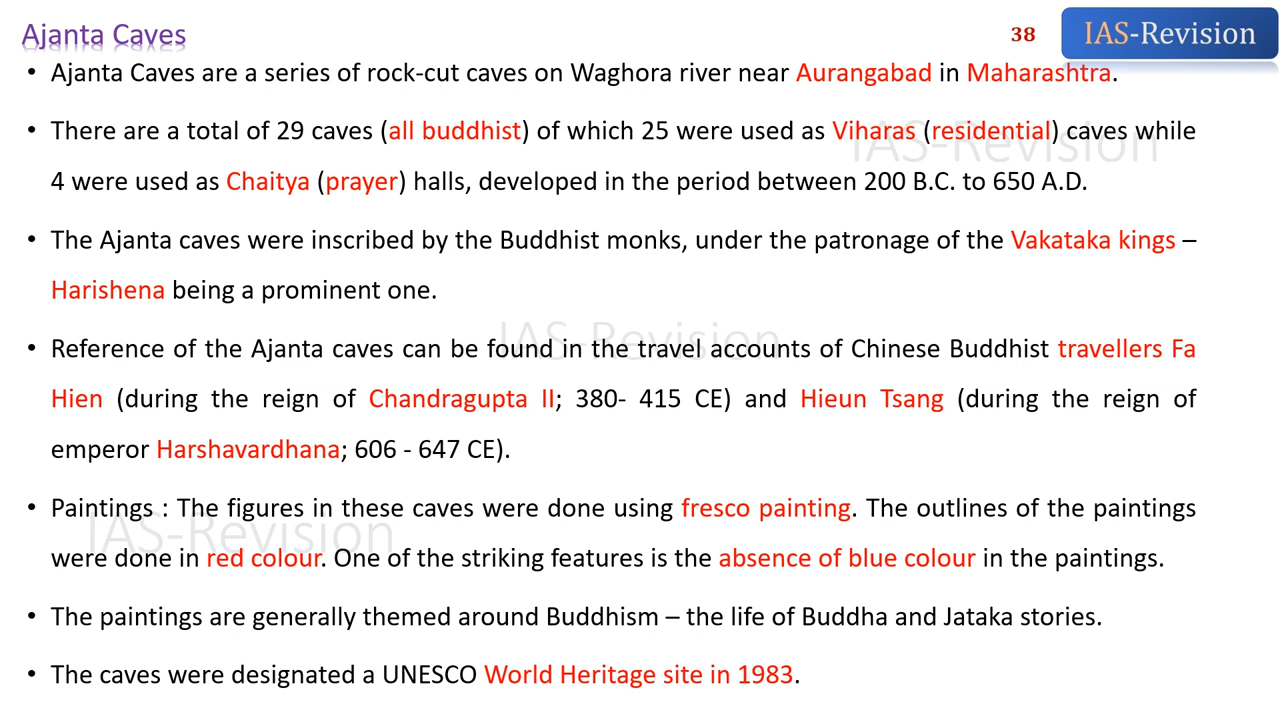 Ajanta Caves
38
IAS-Revision
• Ajanta Caves are a series of rock-cut caves on Waghora river near Aurangabad in Maharashtra.
• There are a total of 29 caves (all buddhist) of which 25 were used as Viharas (residential) caves while
4 were used as Chaitya (prayer) halls, developed in the period between 200 B.C. to 650 A.D.
IAS-Revision
• The Ajanta caves were inscribed by the Buddhist monks, under the patronage of the Vakataka kings –
Harishena being a prominent one.
• Reference of the Ajanta caves can be found in the travel accounts of Chinese Buddhist travellers Fa
Hien (during the reign of Chandragupta II; 380- 415 CE) and Hieun Tsang (during the reign of
emperor Harshavardhana; 606 - 647 CE).
IAS-Revision
• Paintings : The figures in these caves were done using fresco painting. The outlines of the paintings
were done in red colour. One of the striking features is the absence of blue colour in the paintings.
IAS-Revision
• The paintings are generally themed around Buddhism – the life of Buddha and Jataka stories.
• The caves were designated a UNESCO World Heritage site in 1983.